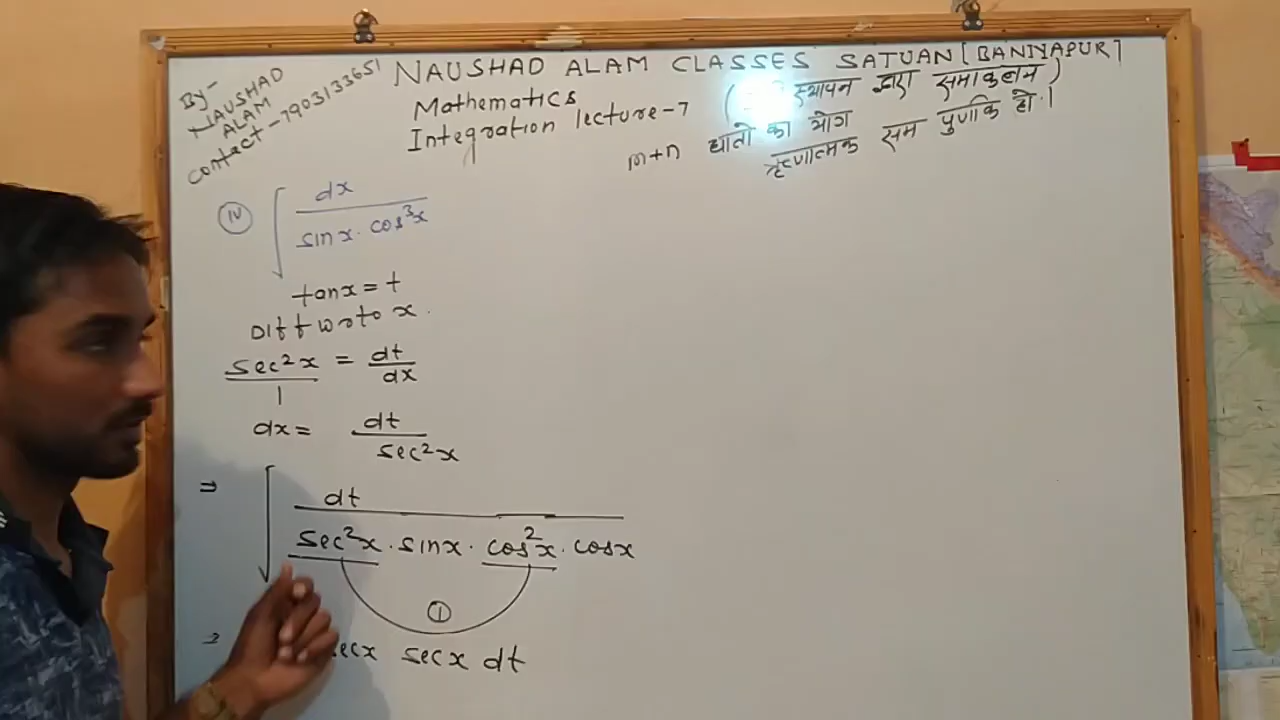 By-
NAUSHAD
ALAM
contact-7903133651
NAUSHAD ALAM CLASSES SATUAN [BANIYAPUR]
Mathematics
Integration lecture-7
स्थापन द्वारा समाकलन)
m+n घातो का योग
ऋणात्मक सम पुर्णांक हो।
(IV) ∫ dx / sinx. cos³x
tanx = t
Diff w.r.to x.
sec²x / 1 = dt / dx
dx = dt / sec²x
⇒ ∫ dt / sec²x . sinx . cos²x . cosx
①
secx dt